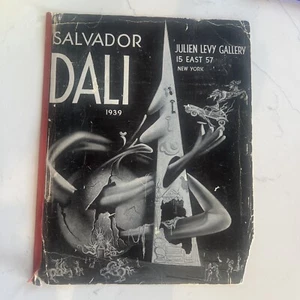 SALVADOR
DALI
1939
JULIEN LEVY GALLERY
15 EAST 57
NEW YORK